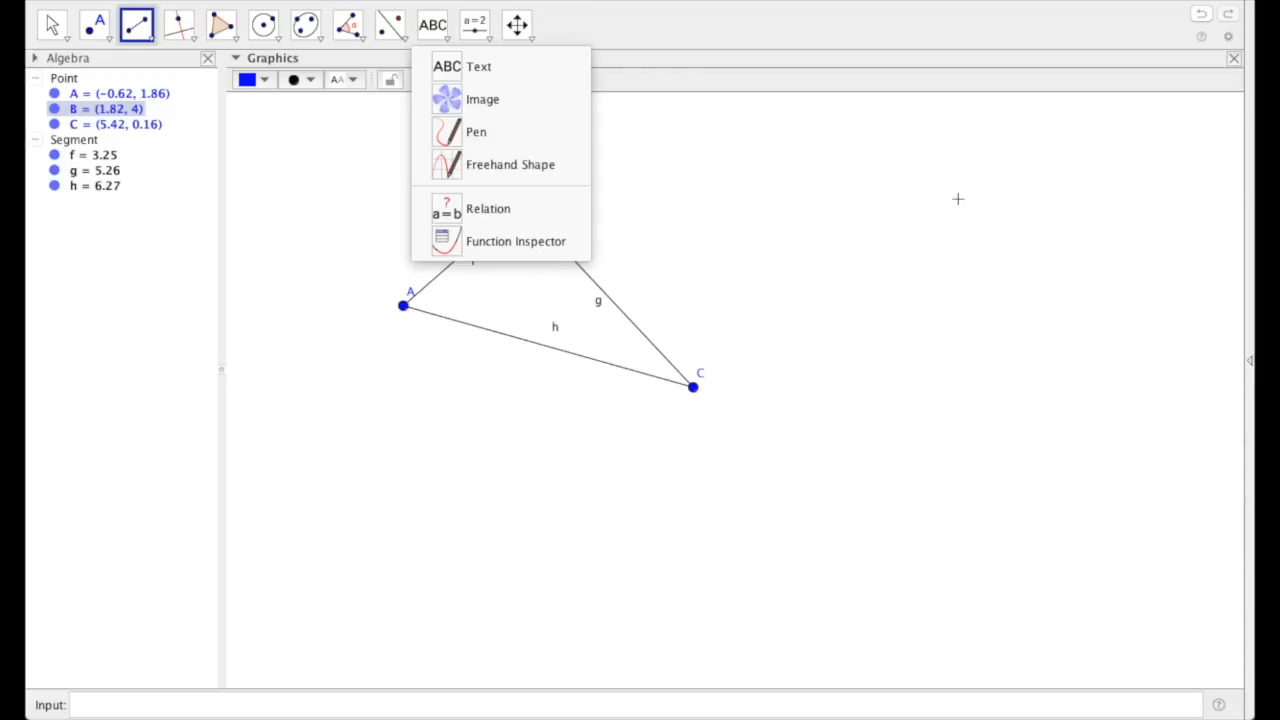 A
α
ABC
a=2
Algebra
Graphics
AA
Point
A = (−0.62, 1.86)
B = (1.82, 4)
C = (5.42, 0.16)
Segment
f = 3.25
g = 5.26
h = 6.27
ABC Text
Image
Pen
Freehand Shape
?
a=b Relation
Function Inspector
A
g
h
C
Input:
?